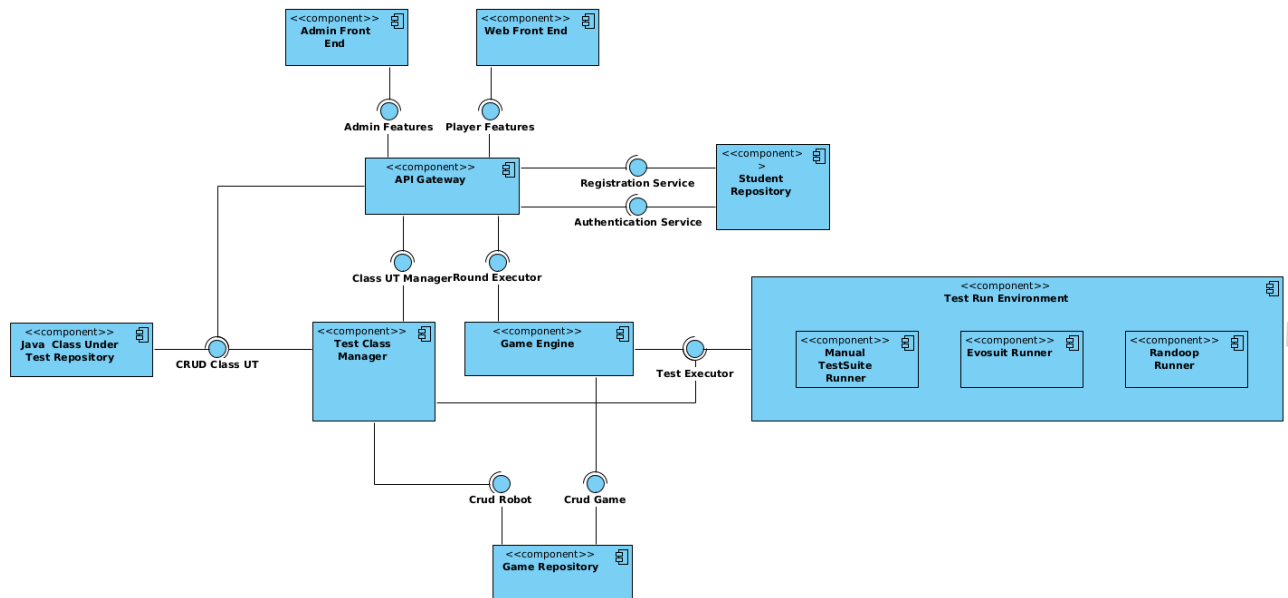 <<component>>
Admin Front
End
<<component>>
Web Front End
Admin Features
Player Features
<<component>>
API Gateway
Registration Service
Authentication Service
<<component>
>
Student
Repository
Class UT Manager
Round Executor
<<component>>
Java Class Under
Test Repository
CRUD Class UT
<<component>>
Test Class
Manager
<<component>>
Game Engine
Test Executor
<<component>>
Test Run Environment
<<component>>
Manual
TestSuite
Runner
<<component>>
Evosuit Runner
<<component>>
Randoop
Runner
Crud Robot
Crud Game
<<component>>
Game Repository